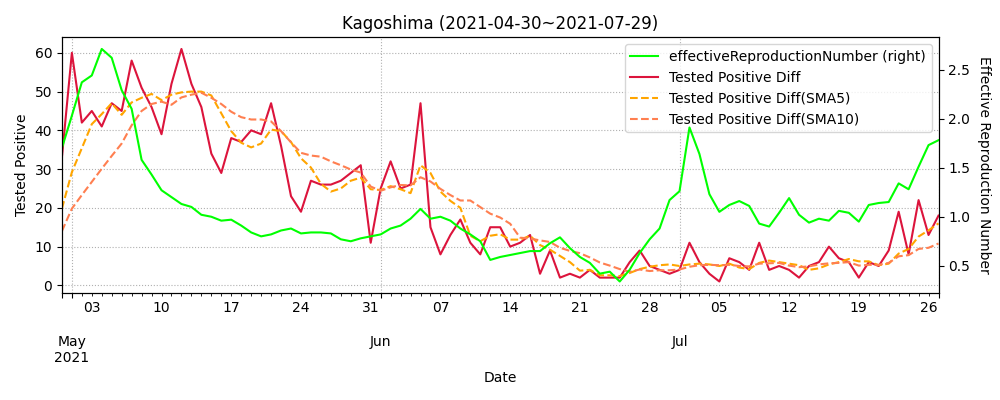 Kagoshima (2021-04-30~2021-07-29)
effectiveReproductionNumber (right)
Tested Positive Diff
Tested Positive Diff(SMA5)
Tested Positive Diff(SMA10)
Tested Positive
60
50
40
30
20
10
0
2.5
2.0
1.5
1.0
0.5
Effective Reproduction Number
03 10 17 24 31 07 14 21 28 05 12 19 26
May Jun Jul
2021
Date